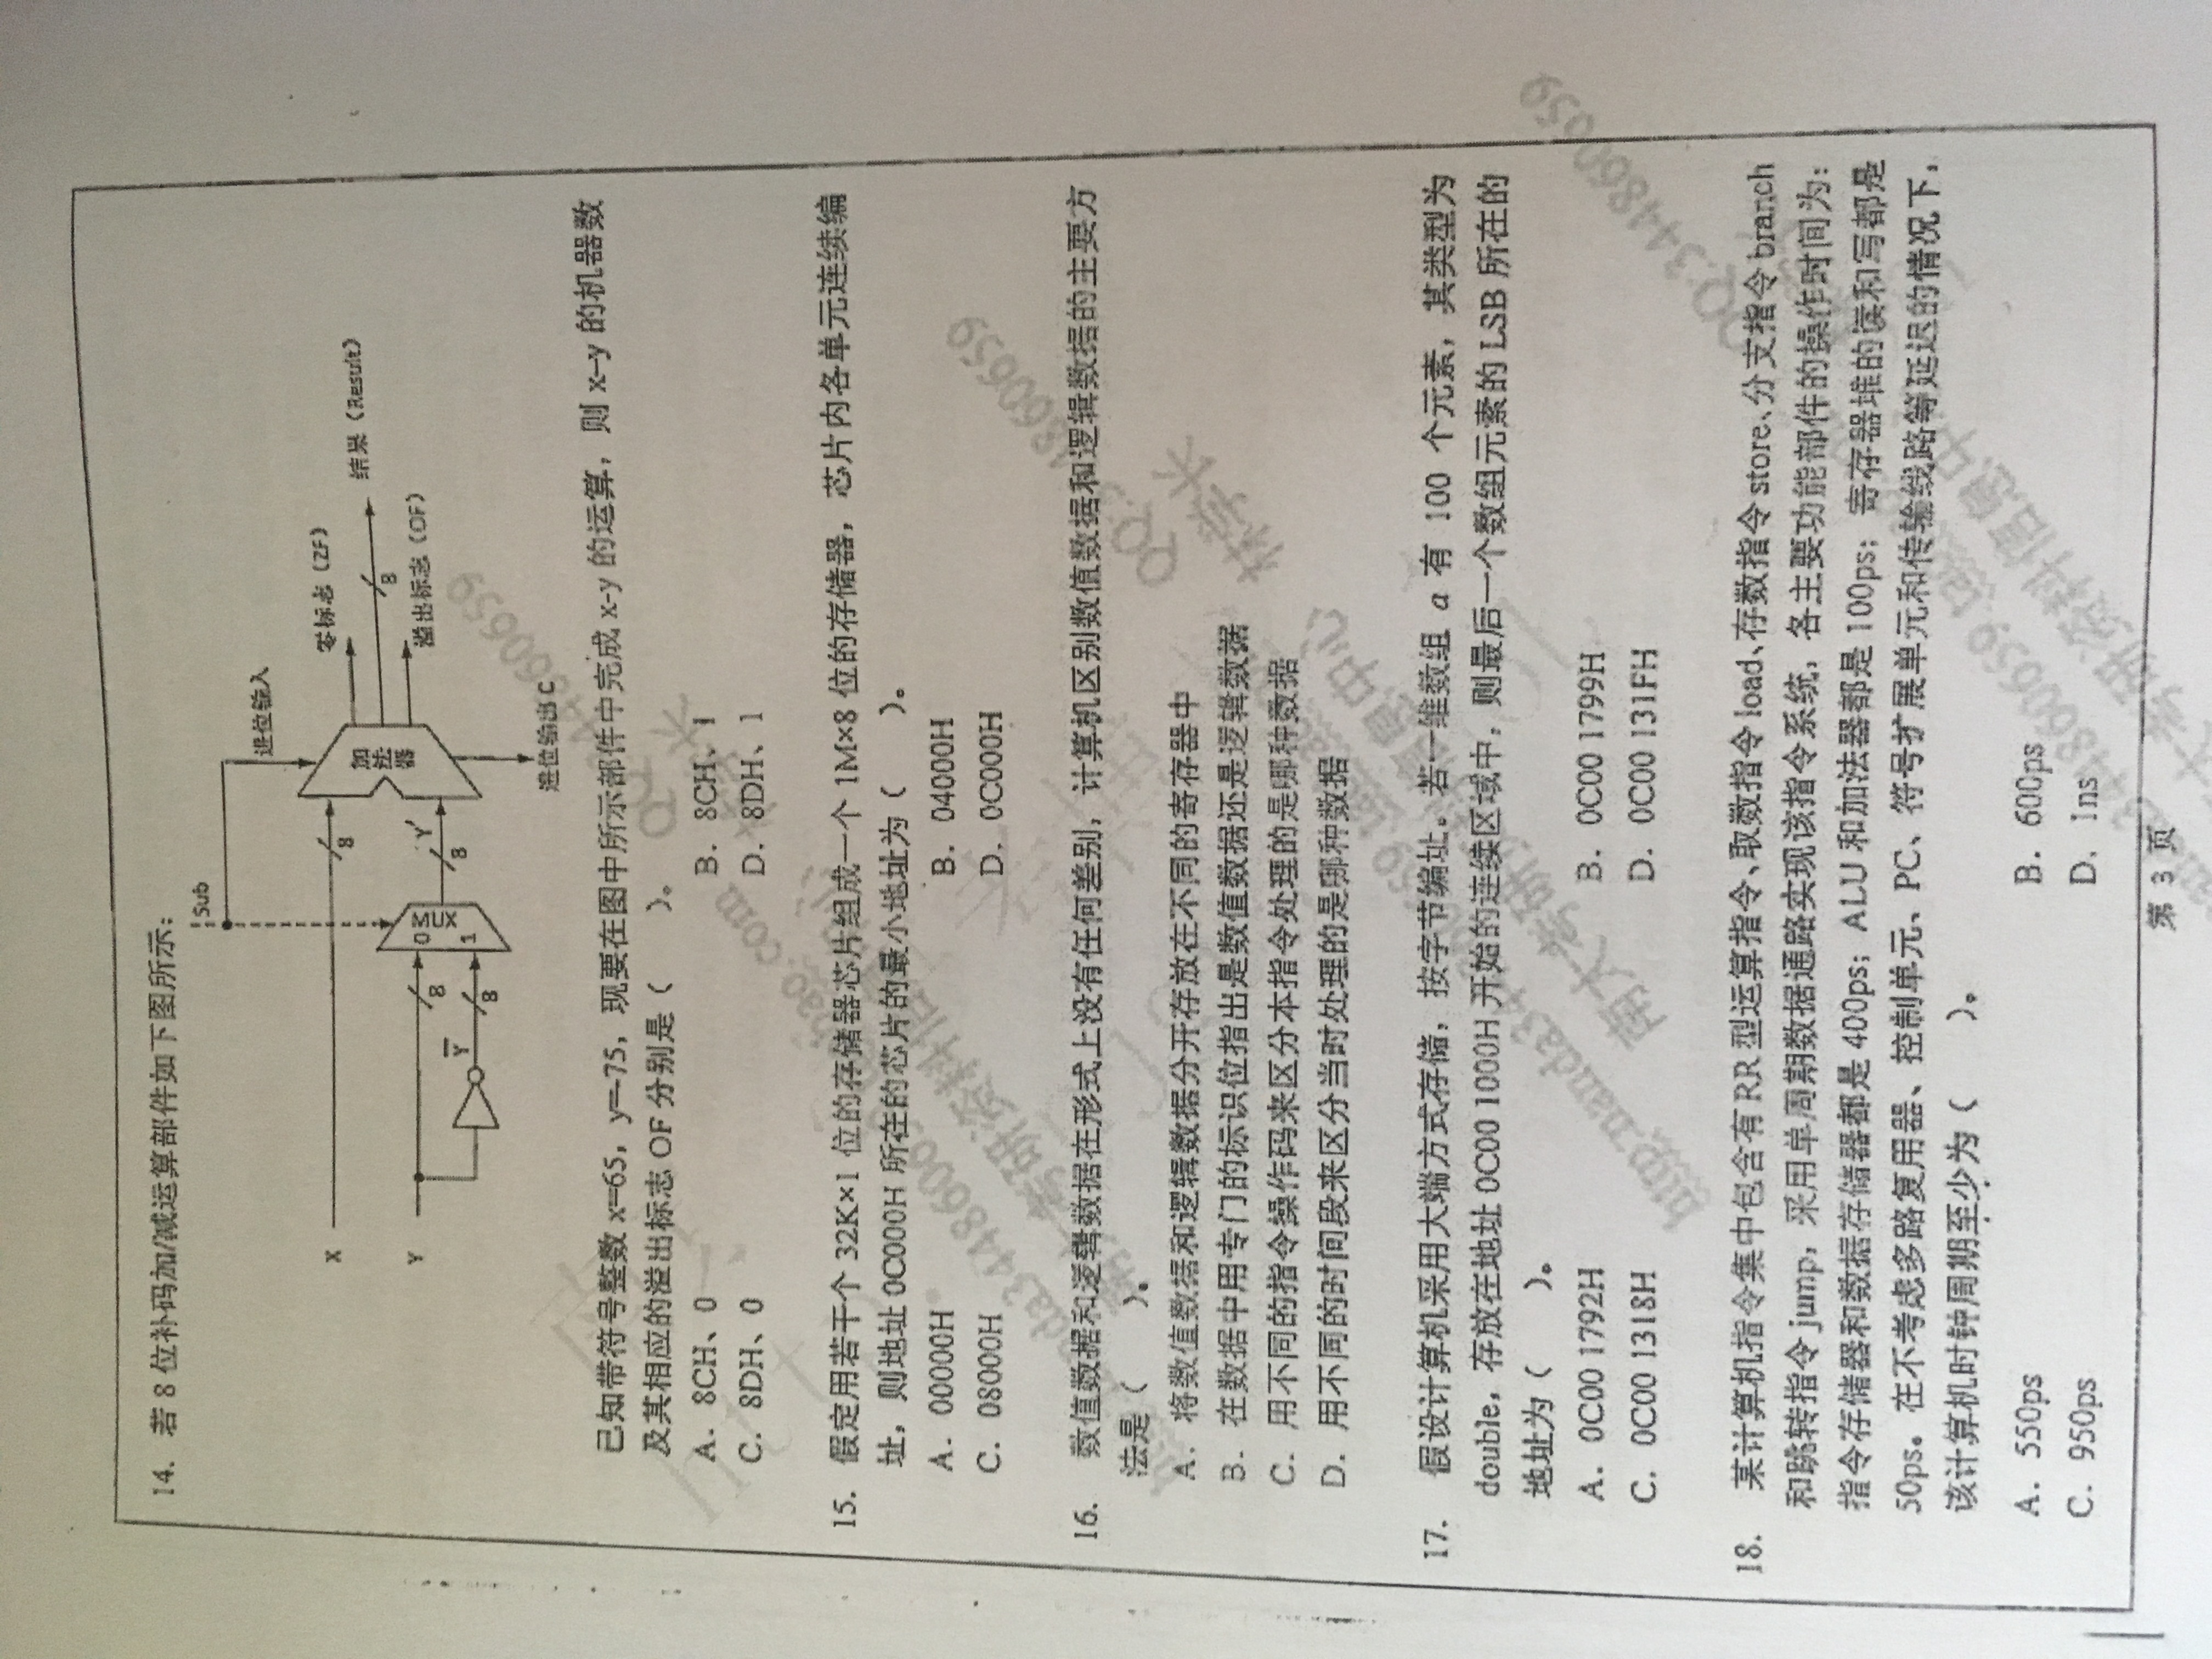 14. 若 8 位补码加/减运算部件如下图所示：
Sub
进位输入
X
8
零标志（ZF）
Y
8
0
MUX
1
Y'
8
加法器
8
结果（Result）
溢出标志（OF）
Y
8
进位输出C
已知带符号整数 x=65，y=-75，现要在图中所示部件中完成 x-y 的运算，则 x-y 的机器数
及其相应的溢出标志 OF 分别是（ ）。
A. 8CH、0 B. 8CH、1
C. 8DH、0 D. 8DH、1
15. 假定用若干个 32K×1 位的存储器芯片组成一个 1M×8 位的存储器，芯片内各单元连续编
址，则地址 0C000H 所在的芯片的最小地址为（ ）。
A. 00000H B. 04000H
C. 08000H D. 0C000H
16. 数值数据和逻辑数据在形式上没有任何差别，计算机区别数值数据和逻辑数据的主要方
法是（ ）。
A. 将数值数据和逻辑数据分开存放在不同的寄存器中
B. 在数据中用专门的标识位指出是数值数据还是逻辑数据
C. 用不同的指令操作码来区分本指令处理的是哪种数据
D. 用不同的时间段来区分当时处理的是哪种数据
17. 假设计算机采用大端方式存储，按字节编址。若一维数组 a 有 100 个元素，其类型为
double，存放在地址 0C00 1000H 开始的连续区域中，则最后一个数组元素的 LSB 所在的
地址为（ ）。
A. 0C00 1792H B. 0C00 1799H
C. 0C00 1318H D. 0C00 131FH
18. 某计算机指令集中包含有 RR 型运算指令、取数指令 load、存数指令 store、分支指令 branch
和跳转指令 jump，采用单周期数据通路实现该指令系统，各主要功能部件的操作时间为：
指令存储器和数据存储器都是 400ps；ALU 和加法器都是 100ps；寄存器堆的读和写都是
50ps。在不考虑多路复用器、控制单元、PC、符号扩展单元和传输线路等延迟的情况下，
该计算机时钟周期至少为（ ）。
A. 550ps B. 600ps
C. 950ps D. 1ns
第 3 页